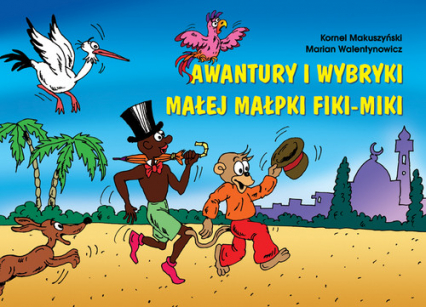 Kornel Makuszyński
Marian Walentynowicz
AWANTURY I WYBRYKI
MAŁEJ MAŁPKI FIKI-MIKI